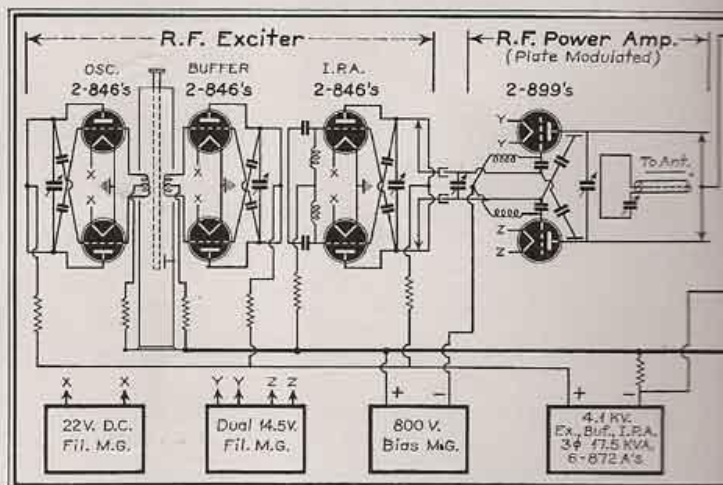 R.F. Exciter
R.F. Power Amp.
(Plate Modulated)
OSC.
BUFFER
I.P.A.
2-846's
2-846's
2-846's
2-899's
Y
Y
X
X
X
X
To Ant.
Z
Z
+
-
+
-
X
X
Y
Y
Z
Z
22V. D.C.
Fil. M.G.
Dual 14.5V.
Fil. M.G.
800 V.
Bias M.G.
4.1 KV.
Ex., Buf., I.P.A.
3ϕ 17.5 KVA.
6-872 A's